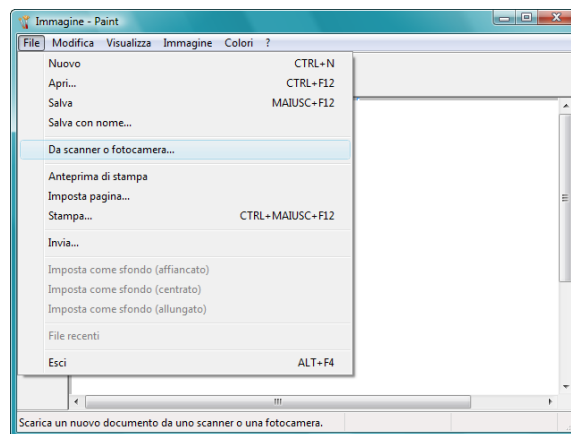 Immagine - Paint
File Modifica Visualizza Immagine Colori ?
Nuovo CTRL+N
Apri... CTRL+F12
Salva MAIUSC+F12
Salva con nome...
Da scanner o fotocamera...
Anteprima di stampa
Imposta pagina...
Stampa... CTRL+MAIUSC+F12
Invia...
Imposta come sfondo (affiancato)
Imposta come sfondo (centrato)
Imposta come sfondo (allungato)
File recenti
Esci ALT+F4
Scarica un nuovo documento da uno scanner o una fotocamera.